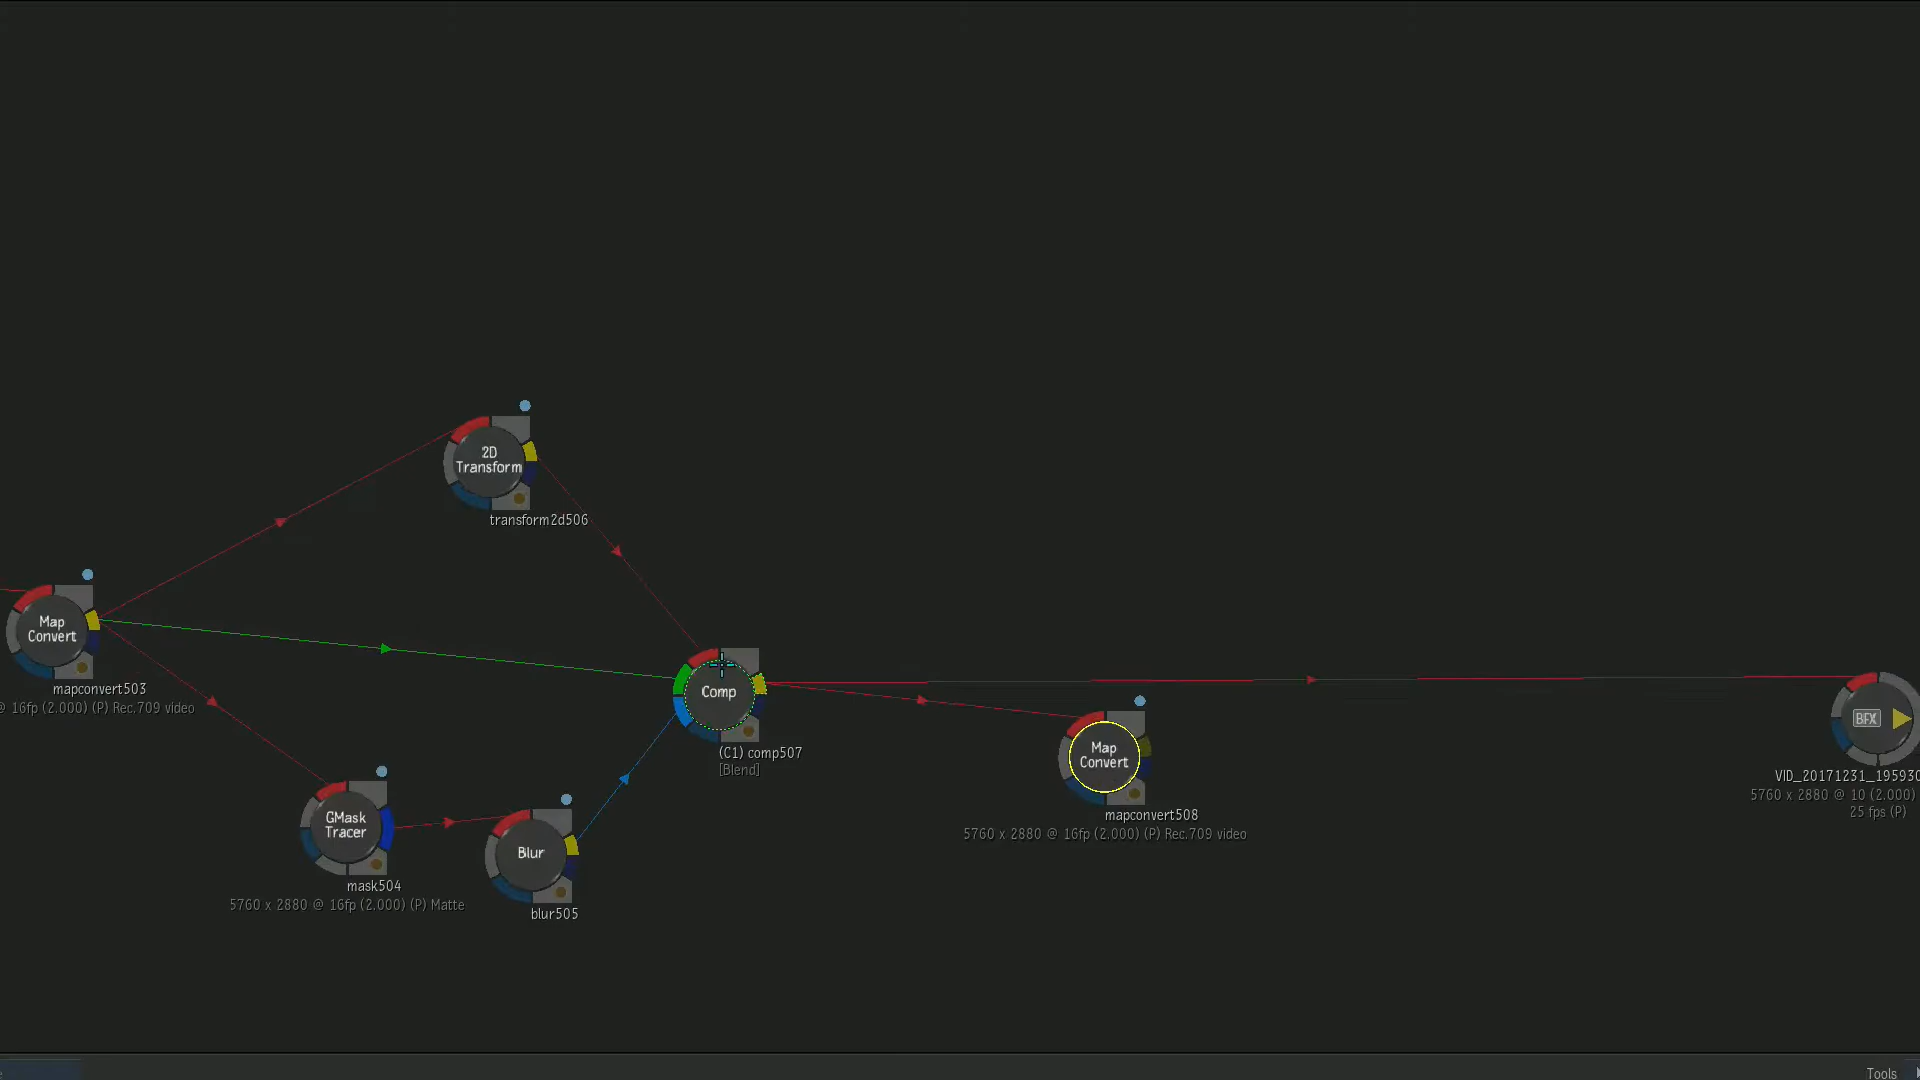 2D
Transform
transform2d506
Map
Convert
mapconvert503
@ 16fp (2.000) (P) Rec.709 video
Comp
(C1) comp507
[Blend]
BFX
VID_20171231_195930
5760 x 2880 @ 10 (2.000)
25 fps (P)
Map
Convert
mapconvert508
5760 x 2880 @ 16fp (2.000) (P) Rec.709 video
GMask
Tracer
mask504
5760 x 2880 @ 16fp (2.000) (P) Matte
Blur
blur505
Tools